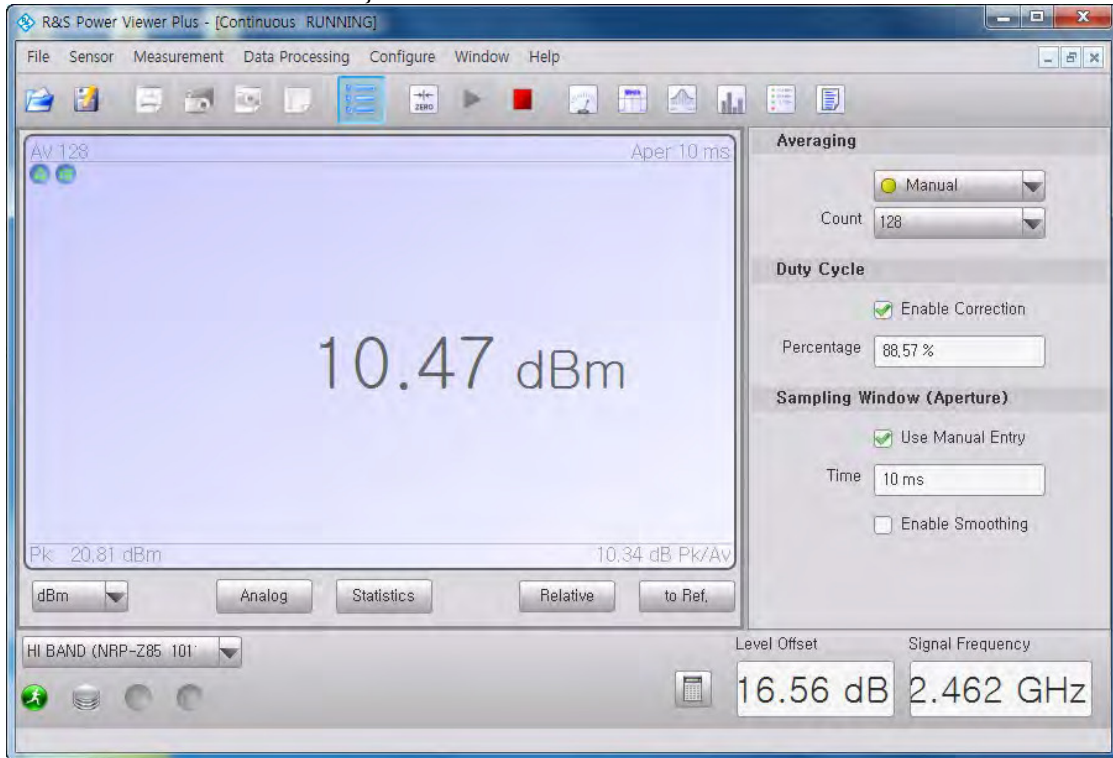 R&S Power Viewer Plus - [Continuous RUNNING]
File Sensor Measurement Data Processing Configure Window Help
ZERO
AV 128 Aper 10 ms
10.47 dBm
Pk 20,81 dBm 10,34 dB Pk/Av
dBm Analog Statistics Relative to Ref,
Averaging
Manual
Count 128
Duty Cycle
Enable Correction
Percentage 88,57 %
Sampling Window (Aperture)
Use Manual Entry
Time 10 ms
Enable Smoothing
HI BAND (NRP-Z85 101
Level Offset Signal Frequency
16.56 dB 2.462 GHz